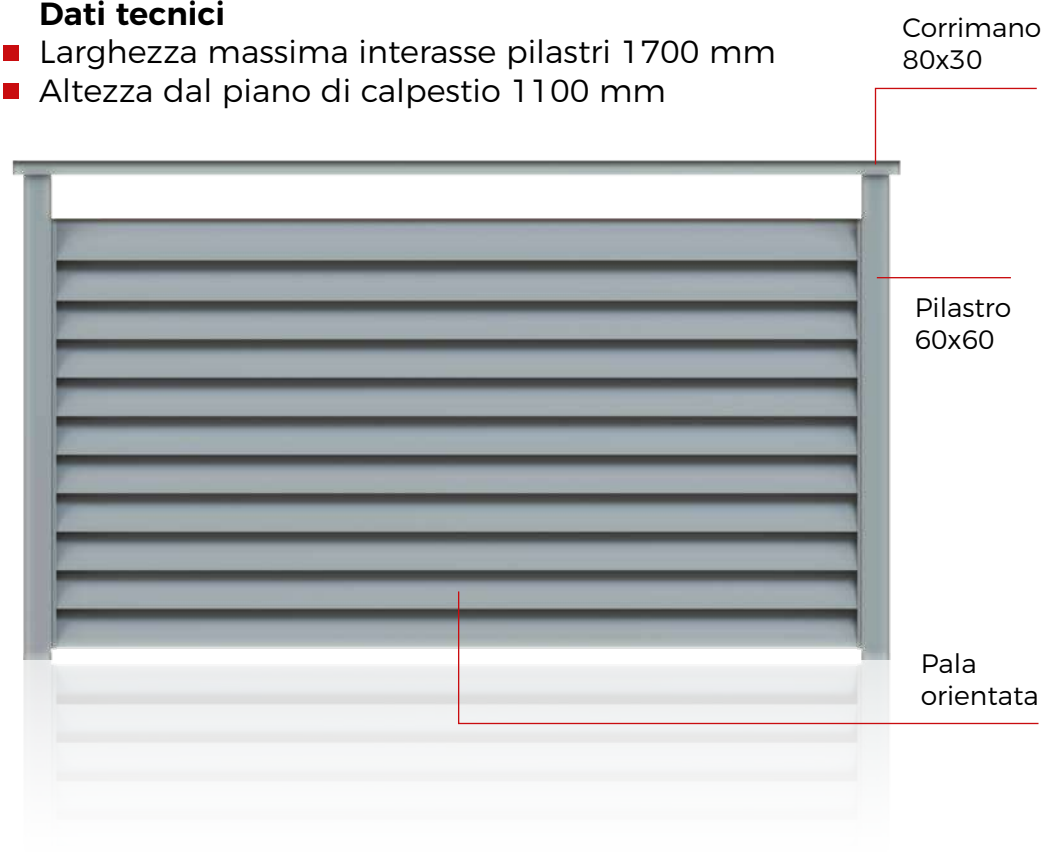 Dati tecnici
Larghezza massima interasse pilastri 1700 mm
Altezza dal piano di calpestio 1100 mm
Corrimano
80x30
Pilastro
60x60
Pala
orientata